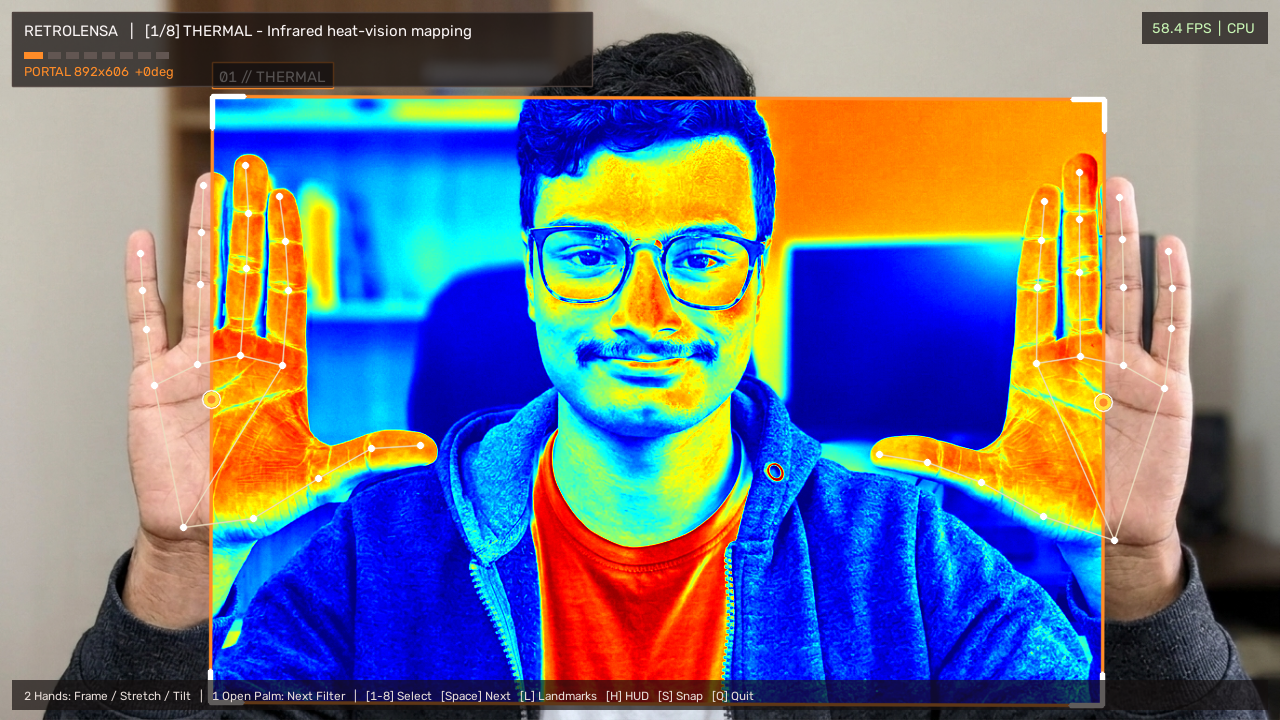 RETROLENSA | [1/8] THERMAL - Infrared heat-vision mapping
58.4 FPS | CPU
PORTAL 892x606 +0deg
01 // THERMAL
2 Hands: Frame / Stretch / Tilt | 1 Open Palm: Next Filter | [1-8] Select [Space] Next [L] Landmarks [H] HUD [S] Snap [Q] Quit